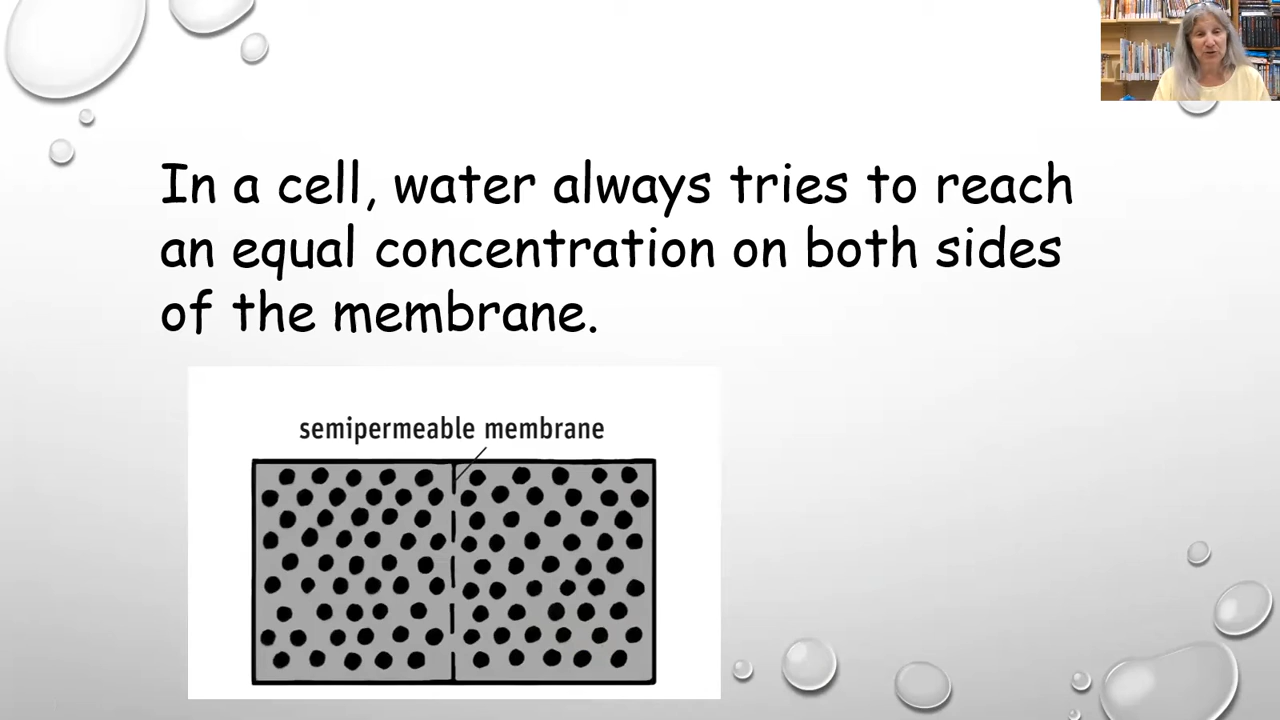 In a cell, water always tries to reach
an equal concentration on both sides
of the membrane.
semipermeable membrane